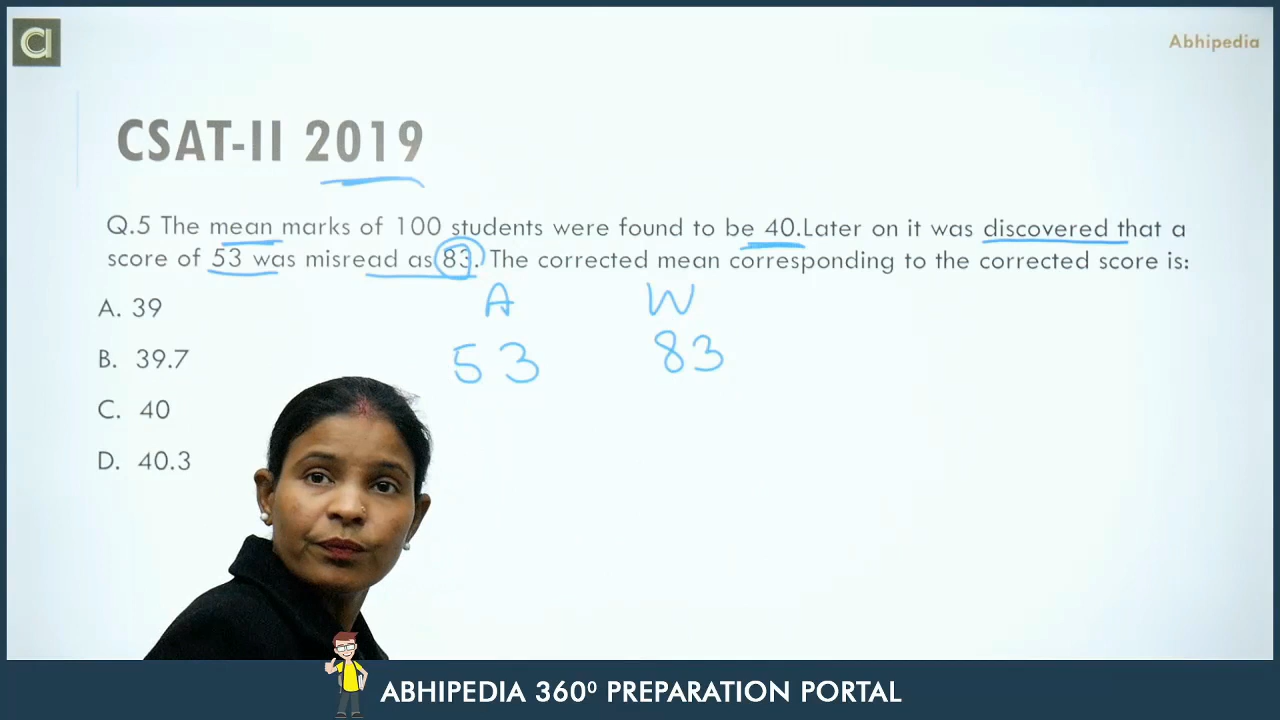 Abhipedia
CSAT-II 2019
Q.5 The mean marks of 100 students were found to be 40.Later on it was discovered that a
score of 53 was misread as 83. The corrected mean corresponding to the corrected score is:
A. 39
A W
53 83
B. 39.7
C. 40
D. 40.3
ABHIPEDIA 360⁰ PREPARATION PORTAL